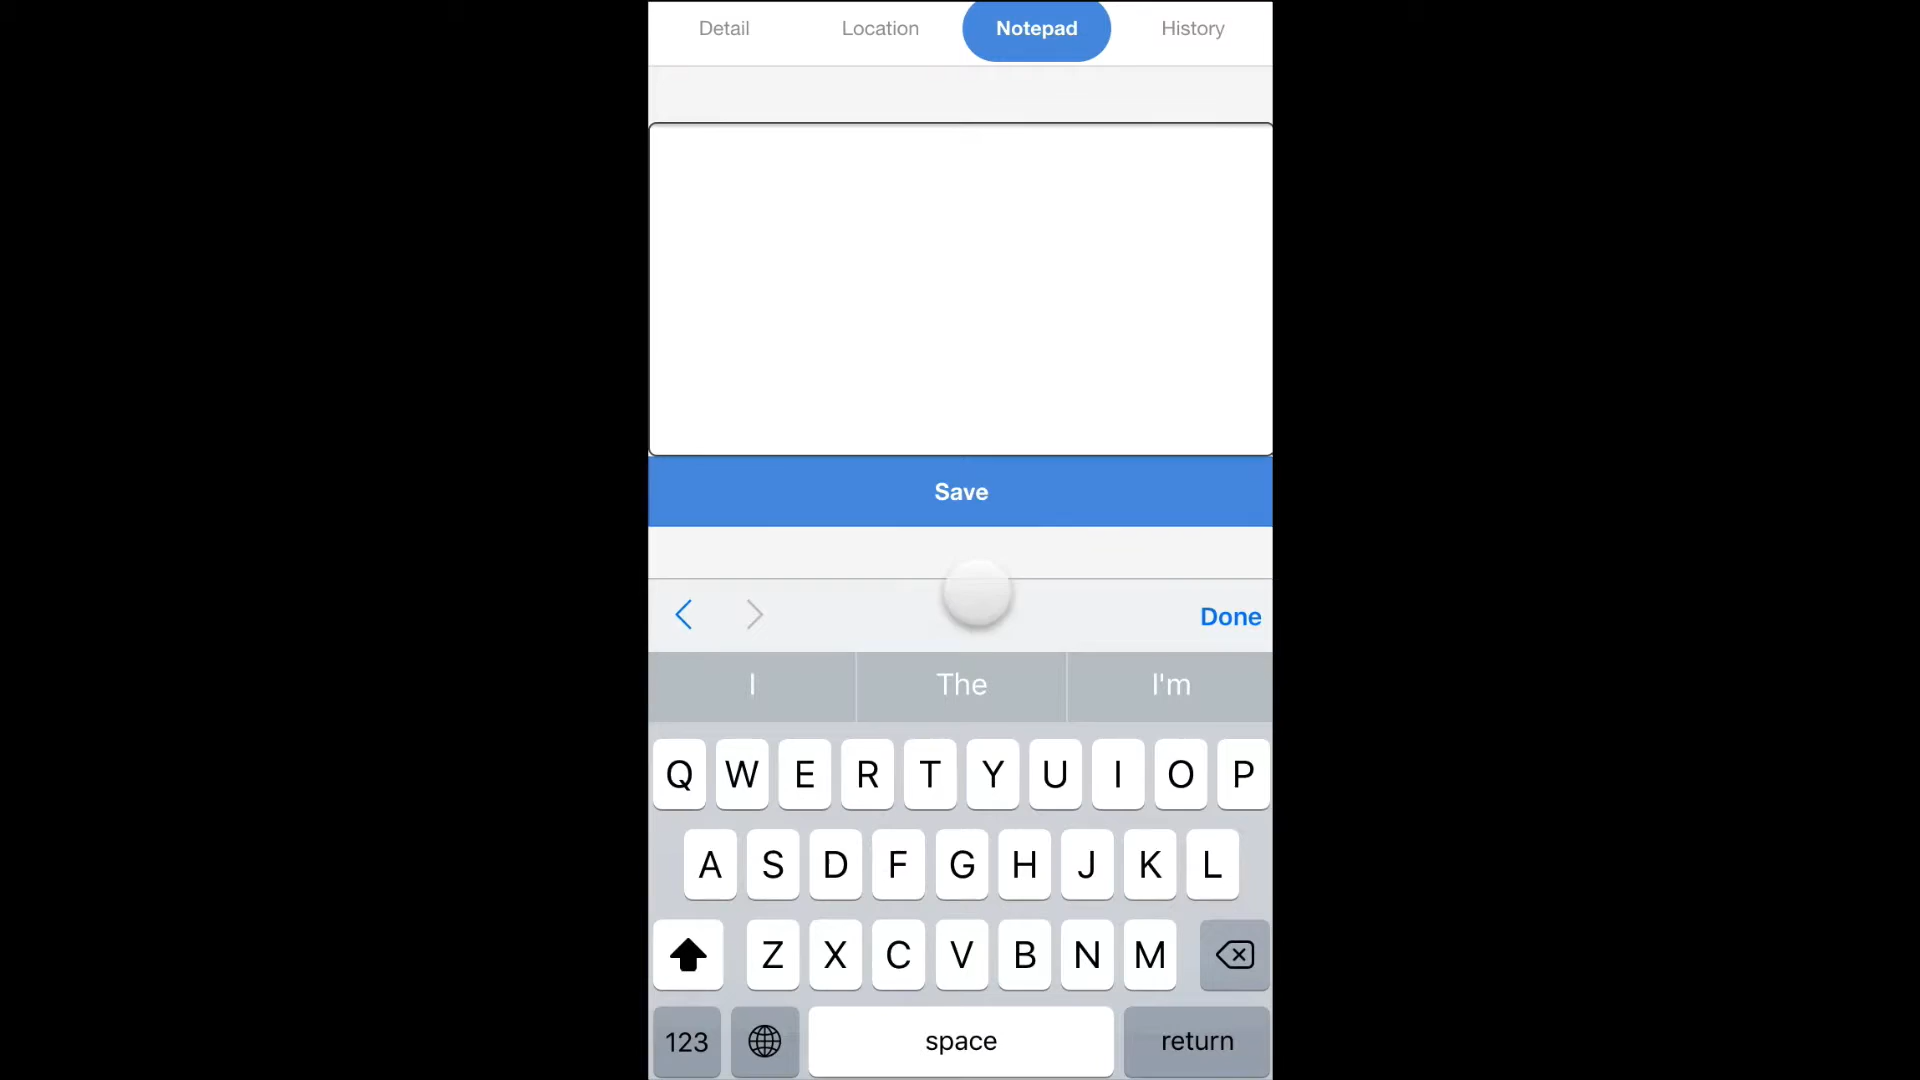 Detail Location Notepad History
Save
Done
I The I'm
Q W E R T Y U I O P
A S D F G H J K L
Z X C V B N M
123 space return